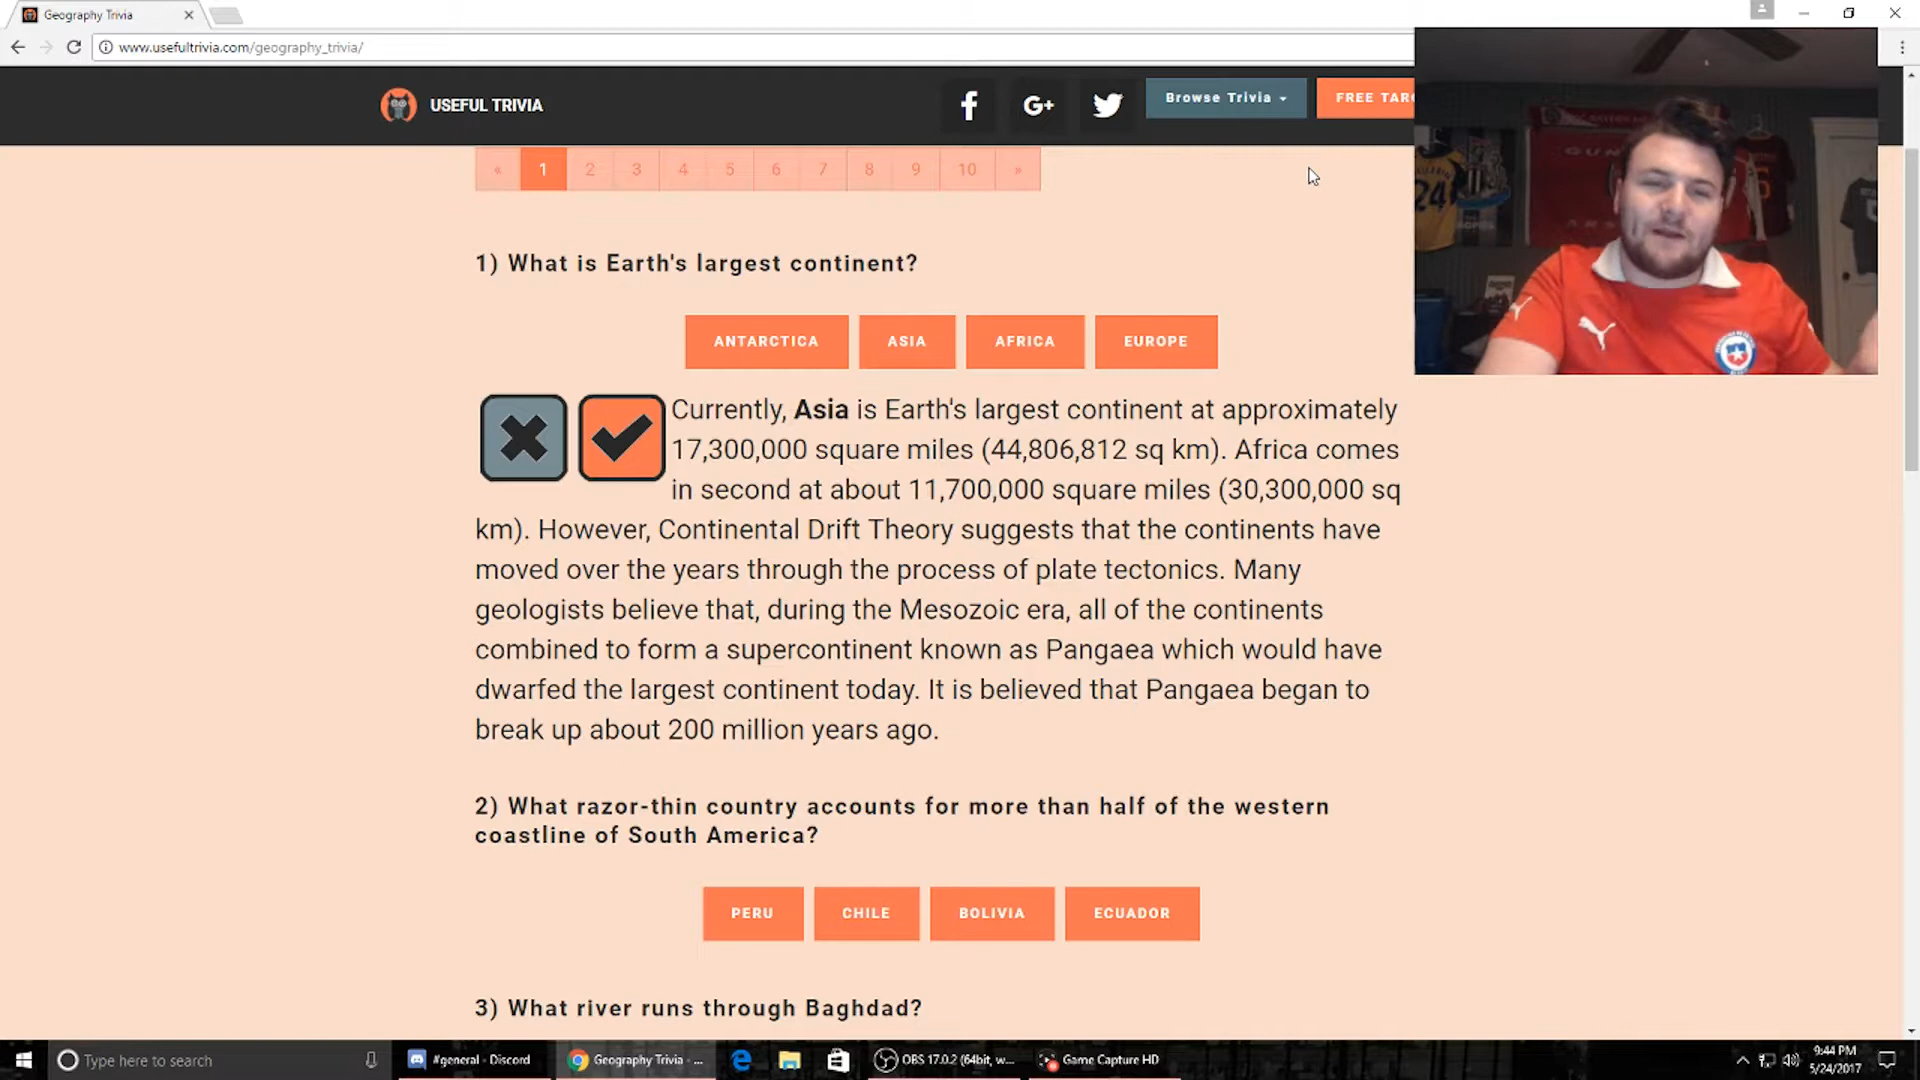 Geography Trivia
www.usefultrivia.com/geography_trivia/
USEFUL TRIVIA
f
G+
Browse Trivia
FREE TARO
« 1 2 3 4 5 6 7 8 9 10 »
1) What is Earth's largest continent?
ANTARCTICA ASIA AFRICA EUROPE
Currently, Asia is Earth's largest continent at approximately
17,300,000 square miles (44,806,812 sq km). Africa comes
in second at about 11,700,000 square miles (30,300,000 sq
km). However, Continental Drift Theory suggests that the continents have
moved over the years through the process of plate tectonics. Many
geologists believe that, during the Mesozoic era, all of the continents
combined to form a supercontinent known as Pangaea which would have
dwarfed the largest continent today. It is believed that Pangaea began to
break up about 200 million years ago.
2) What razor-thin country accounts for more than half of the western
coastline of South America?
PERU CHILE BOLIVIA ECUADOR
3) What river runs through Baghdad?
Type here to search
#general - Discord
Geography Trivia - ...
OBS 17.0.2 (64bit, w...
Game Capture HD
9:44 PM
5/24/2017
24